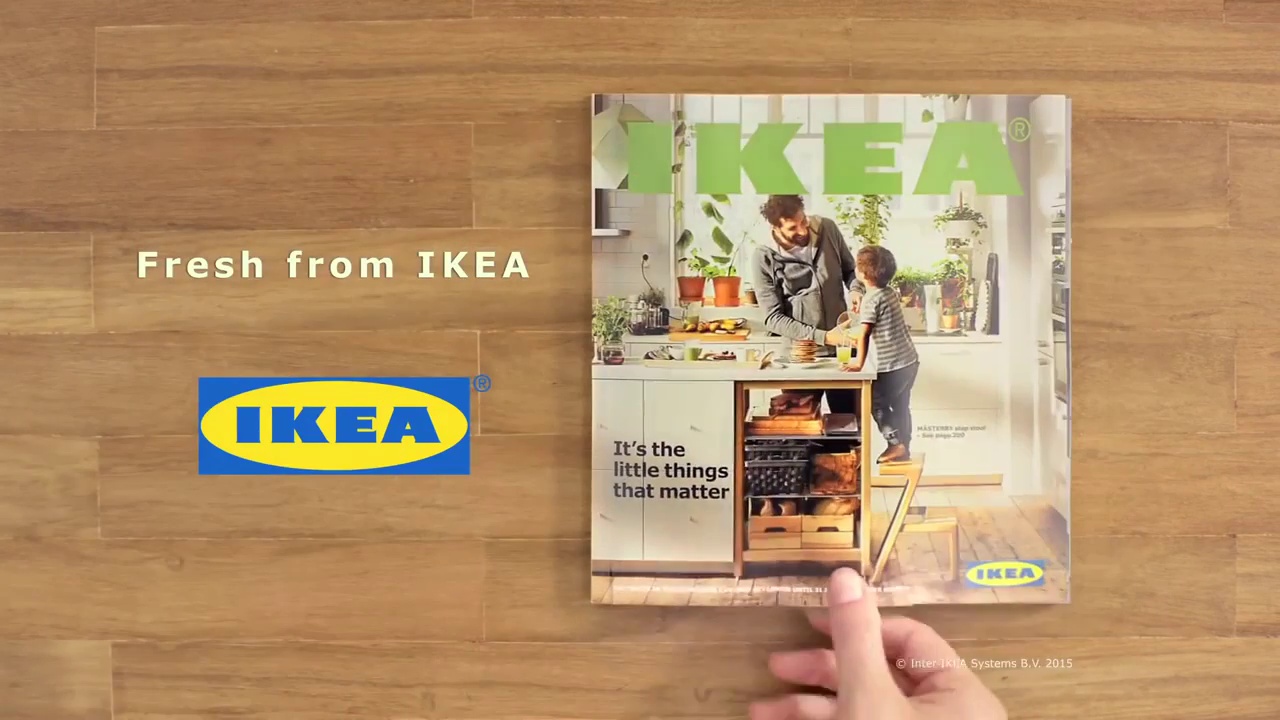 Fresh from IKEA
IKEA®
IKEA®
It's the
little things
that matter
IKEA
© Inter-IKEA Systems B.V. 2015